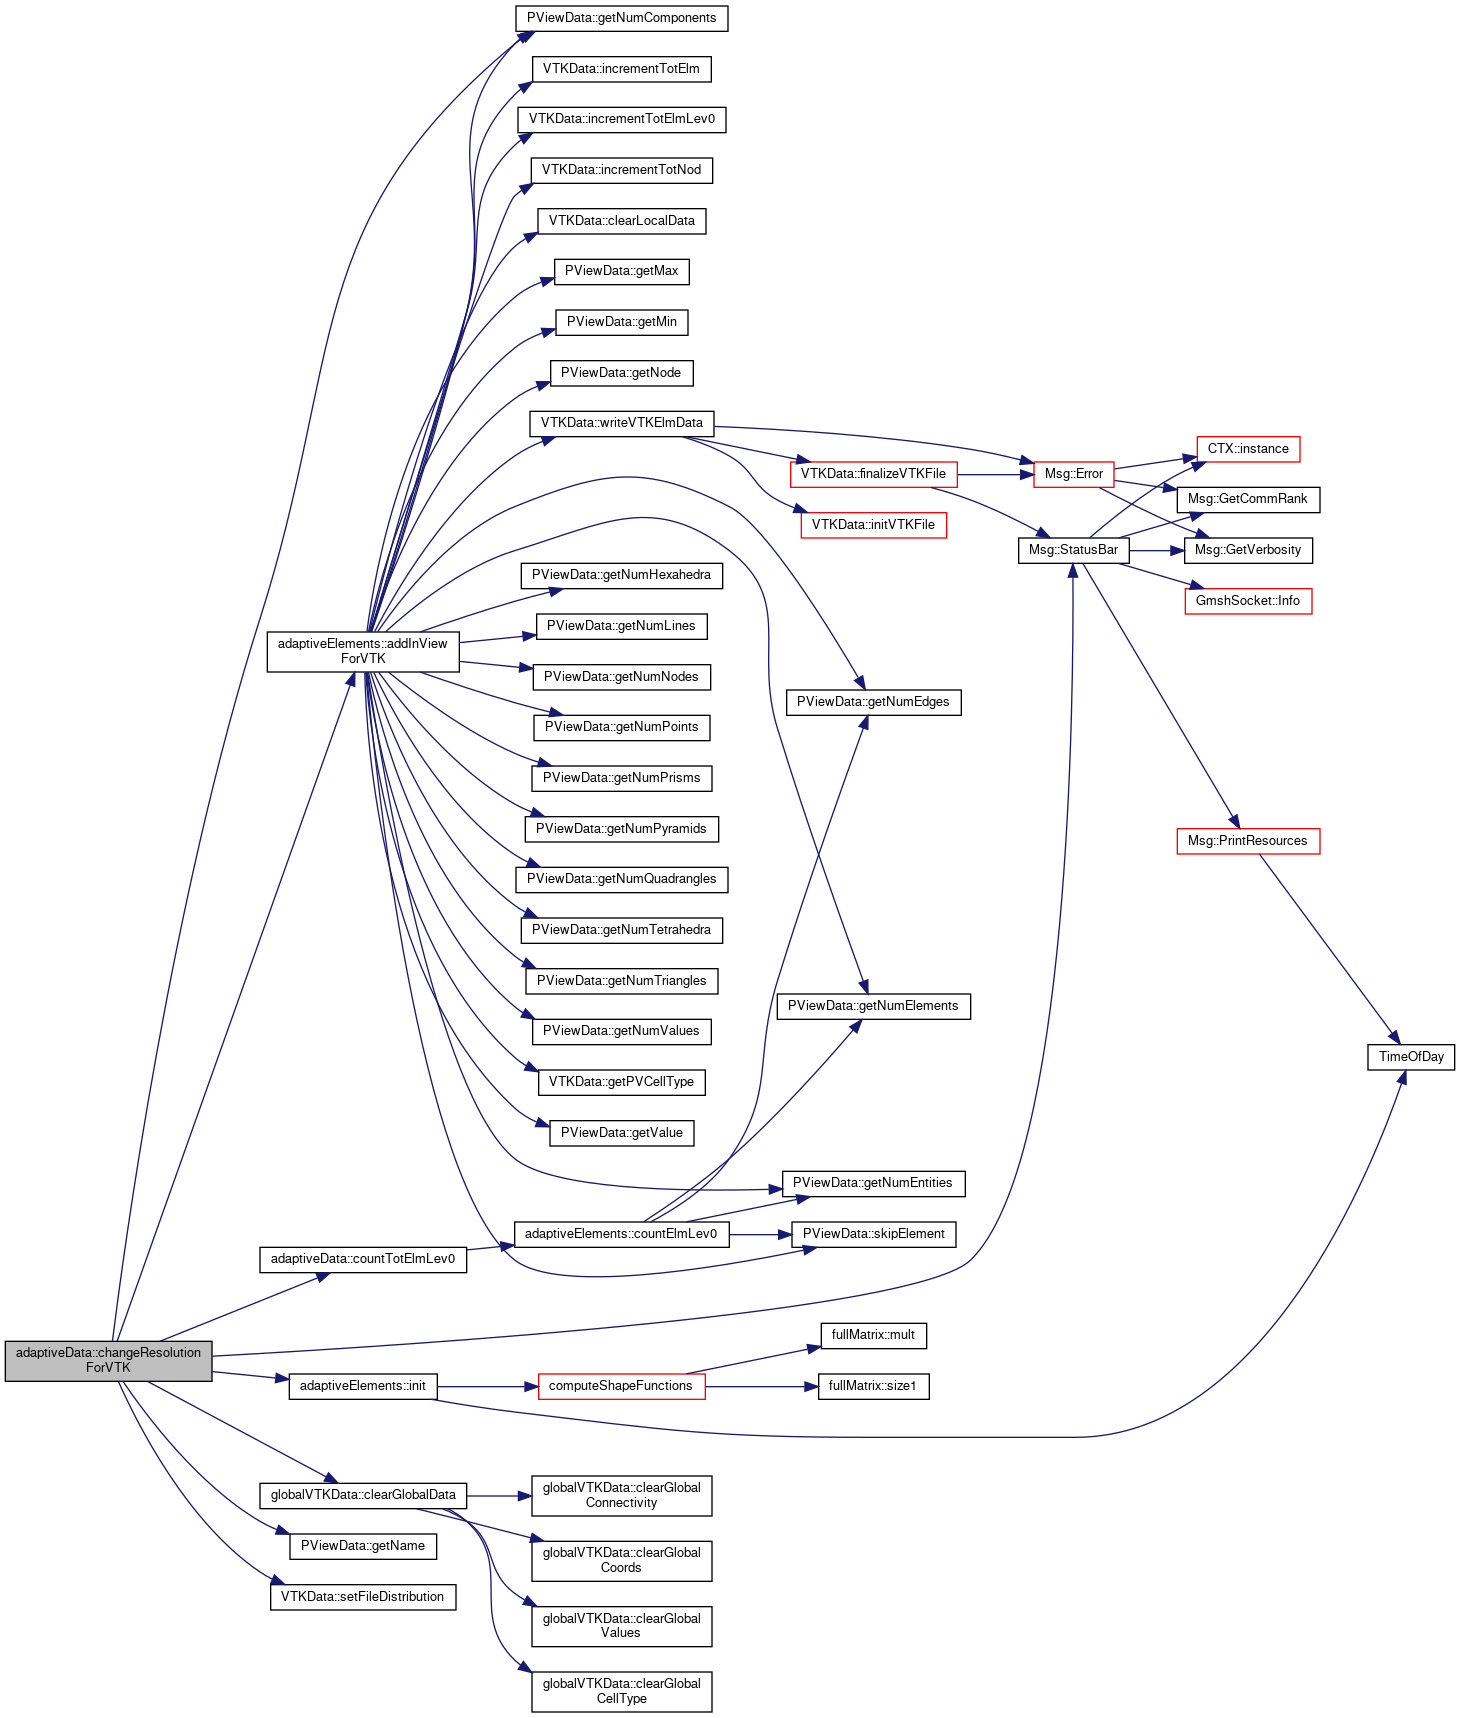 PViewData::getNumComponents
VTKData::incrementTotElm
VTKData::incrementTotElmLev0
VTKData::incrementTotNod
VTKData::clearLocalData
PViewData::getMax
PViewData::getMin
PViewData::getNode
VTKData::writeVTKElmData
CTX::instance
VTKData::finalizeVTKFile
Msg::Error
Msg::GetCommRank
VTKData::initVTKFile
Msg::StatusBar
Msg::GetVerbosity
PViewData::getNumHexahedra
GmshSocket::Info
PViewData::getNumLines
adaptiveElements::addInView
ForVTK
PViewData::getNumNodes
PViewData::getNumEdges
PViewData::getNumPoints
PViewData::getNumPrisms
PViewData::getNumPyramids
Msg::PrintResources
PViewData::getNumQuadrangles
PViewData::getNumTetrahedra
PViewData::getNumTriangles
PViewData::getNumElements
PViewData::getNumValues
TimeOfDay
VTKData::getPVCellType
PViewData::getValue
PViewData::getNumEntities
adaptiveElements::countElmLev0
PViewData::skipElement
adaptiveData::countTotElmLev0
fullMatrix::mult
adaptiveData::changeResolution
ForVTK
adaptiveElements::init
computeShapeFunctions
fullMatrix::size1
globalVTKData::clearGlobalData
globalVTKData::clearGlobal
Connectivity
PViewData::getName
globalVTKData::clearGlobal
Coords
VTKData::setFileDistribution
globalVTKData::clearGlobal
Values
globalVTKData::clearGlobal
CellType